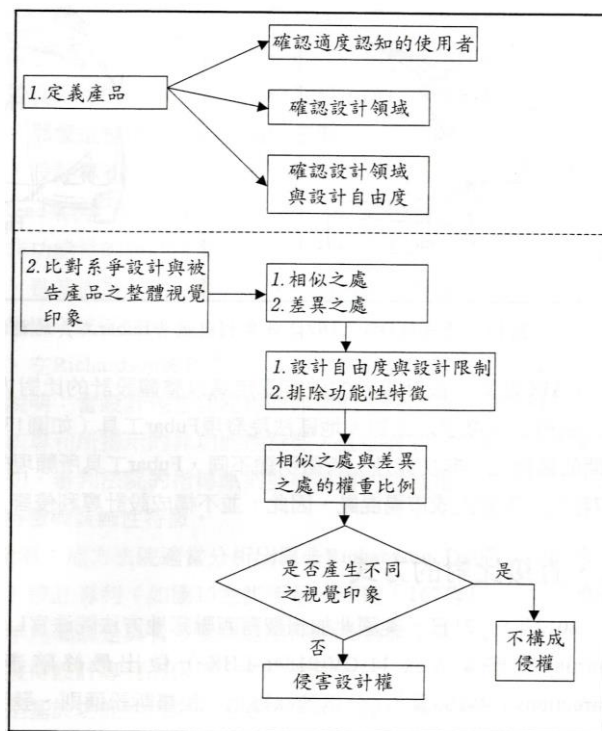 確認適度認知的使用者
1.定義產品
確認設計領域
確認設計領域
與設計自由度
2.比對系爭設計與被
告產品之整體視覺
印象
1.相似之處
2.差異之處
1.設計自由度與設計限制
2.排除功能性特徵
相似之處與差異
之處的權重比例
是否產生不同
之視覺印象
是
否
不構成
侵權
侵害設計權